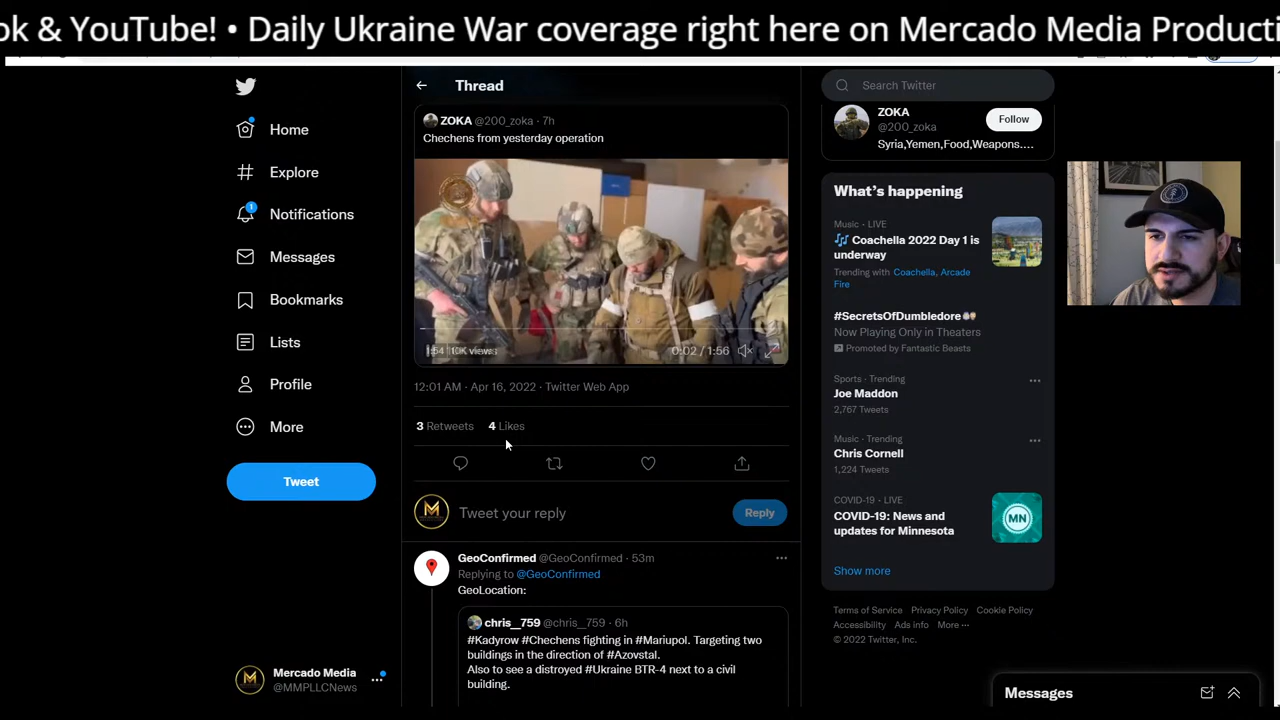 ok & YouTube! • Daily Ukraine War coverage right here on Mercado Media Producti
Thread
ZOKA @200_zoka · 7h
Chechens from yesterday operation
1:54 10K views
0:02 / 1:56
12:01 AM · Apr 16, 2022 · Twitter Web App
3 Retweets 4 Likes
Tweet your reply
Reply
GeoConfirmed @GeoConfirmed · 53m
Replying to @GeoConfirmed
GeoLocation:
chris__759 @chris__759 · 6h
#Kadyrow #Chechens fighting in #Mariupol. Targeting two
buildings in the direction of #Azovstal.
Also to see a distroyed #Ukraine BTR-4 next to a civil
building.
Home
Explore
1
Notifications
Messages
Bookmarks
Lists
Profile
More
Tweet
Mercado Media
@MMPLLCNews
Search Twitter
ZOKA
@200_zoka
Follow
Syria,Yemen,Food,Weapons....
What's happening
Music · LIVE
🎶 Coachella 2022 Day 1 is
underway
Trending with Coachella, Arcade
Fire
#SecretsOfDumbledore
Now Playing Only in Theaters
Promoted by Fantastic Beasts
Sports · Trending
Joe Maddon
2,767 Tweets
Music · Trending
Chris Cornell
1,224 Tweets
COVID-19 · LIVE
COVID-19: News and
updates for Minnesota
MN
Show more
Terms of Service Privacy Policy Cookie Policy
Accessibility Ads info More ···
© 2022 Twitter, Inc.
Messages